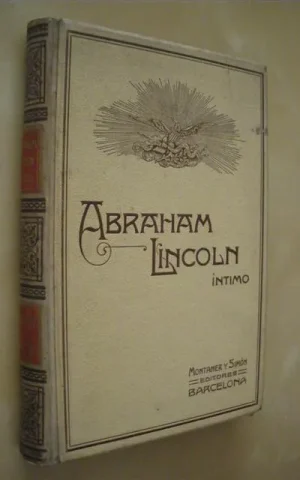 ABRAHAM
LINCOLN
ÍNTIMO
MONTANER Y SIMÓN
EDITORES
BARCELONA